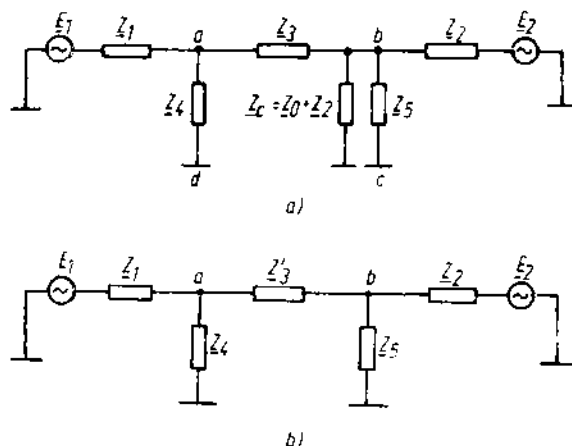 E1 Z1 a Z3 b Z2 E2
Z4 Zc = Z0 + Z2 Z5
d c
a)
E1 Z1 a Z'3 b Z2 E2
Z4 Z5
b)